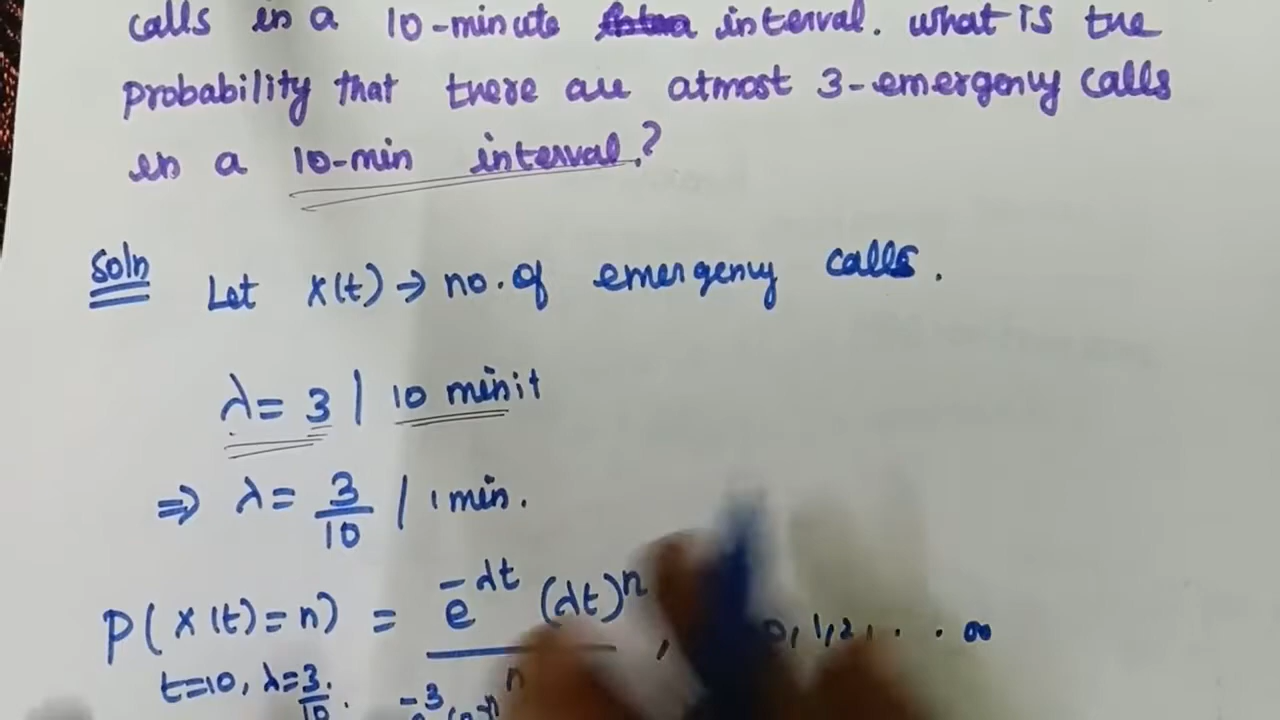 calls in a 10-minute interval. what is the
probability that there are atmost 3-emergency calls
in a 10-min interval?
Soln Let X(t) → no. of emergency calls.
λ = 3 | 10 minit
⇒ λ = 3/10 / 1 min.
P(X(t)=n) = e^-λt (λt)^n / n , 0,1,2, . . . ∞
t=10, λ=3/10. -3 n